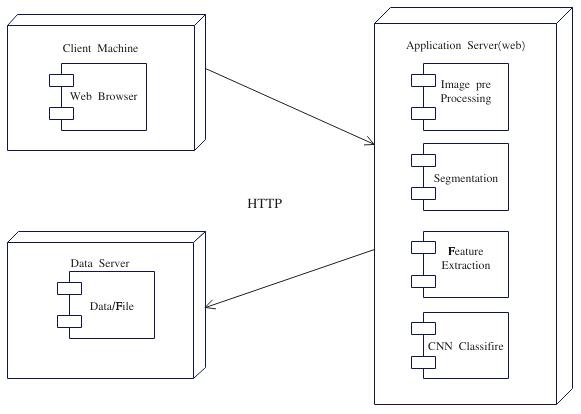 Client Machine
Web Browser
Application Server(web)
Image pre
Processing
Segmentation
Feature
Extraction
CNN Classifire
HTTP
Data Server
Data/File